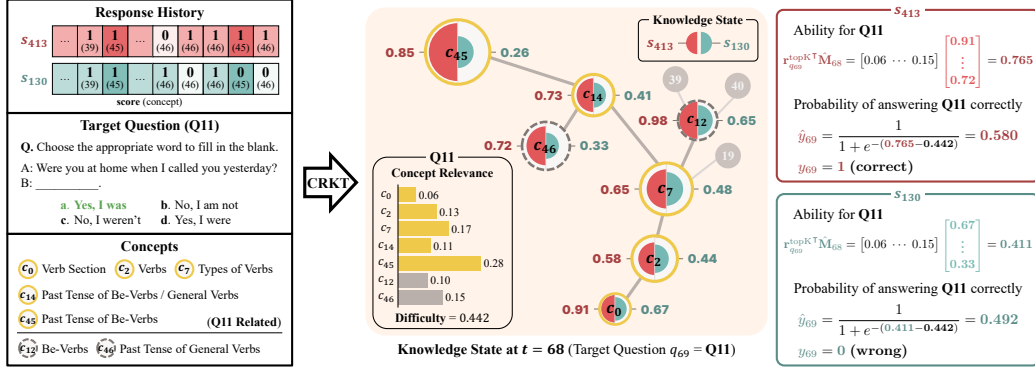 Response History
s413 ... 1 (39) 1 (45) ... 0 (46) 1 (46) 1 (46) 1 (45) 1 (46)
s130 ... 1 (39) 1 (45) ... 1 (46) 0 (46) 1 (46) 0 (45) 0 (46)
score (concept)
Target Question (Q11)
Q. Choose the appropriate word to fill in the blank.
A: Were you at home when I called you yesterday?
B: __________.
a. Yes, I was b. No, I am not
c. No, I weren't d. Yes, I were
Concepts
c0 Verb Section c2 Verbs c7 Types of Verbs
c14 Past Tense of Be-Verbs / General Verbs
c45 Past Tense of Be-Verbs (Q11 Related)
c12 Be-Verbs c46 Past Tense of General Verbs
CRKT
Knowledge State
s413 s130
0.85 c45 0.26
0.73 c14 0.41
39 40
0.98 c12 0.65
0.72 c46 0.33
19
0.65 c7 0.48
0.58 c2 0.44
0.91 c0 0.67
Q11
Concept Relevance
c0 0.06
c2 0.13
c7 0.17
c14 0.11
c45 0.28
c12 0.10
c46 0.15
Difficulty = 0.442
Knowledge State at t = 68 (Target Question q69 = Q11)
s413
Ability for Q11
r_{q69}^{topK⊤} M̂68 = [0.06 ⋯ 0.15] [0.91 ⋮ 0.72] = 0.765
Probability of answering Q11 correctly
ŷ69 = 1 / (1 + e^{-(0.765-0.442)}) = 0.580
y69 = 1 (correct)
s130
Ability for Q11
r_{q69}^{topK⊤} M̂68 = [0.06 ⋯ 0.15] [0.67 ⋮ 0.33] = 0.411
Probability of answering Q11 correctly
ŷ69 = 1 / (1 + e^{-(0.411-0.442)}) = 0.492
y69 = 0 (wrong)